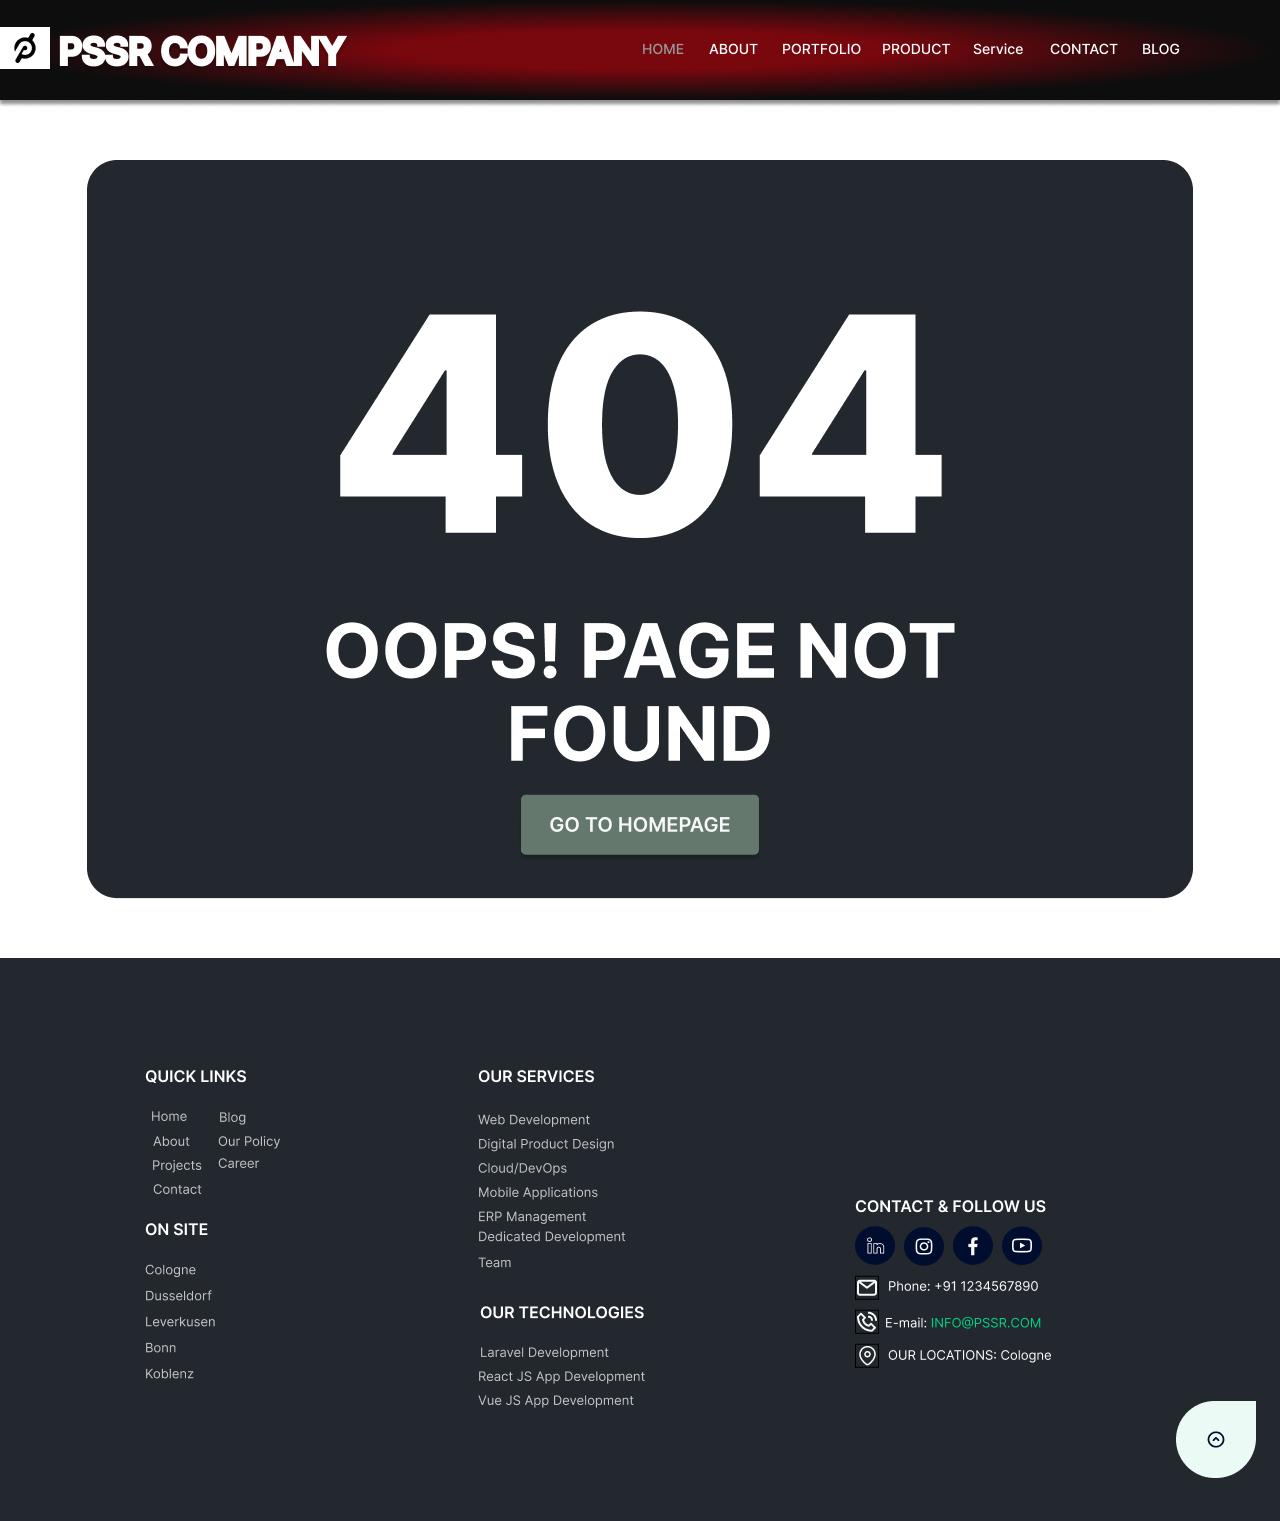 PSSR COMPANY
HOME ABOUT PORTFOLIO PRODUCT Service CONTACT BLOG
404
OOPS! PAGE NOT
FOUND
GO TO HOMEPAGE
QUICK LINKS
Home Blog
About Our Policy
Projects Career
Contact
ON SITE
Cologne
Dusseldorf
Leverkusen
Bonn
Koblenz
OUR SERVICES
Web Development
Digital Product Design
Cloud/DevOps
Mobile Applications
ERP Management
Dedicated Development
Team
OUR TECHNOLOGIES
Laravel Development
React JS App Development
Vue JS App Development
CONTACT & FOLLOW US
Phone: +91 1234567890
E-mail: INFO@PSSR.COM
OUR LOCATIONS: Cologne